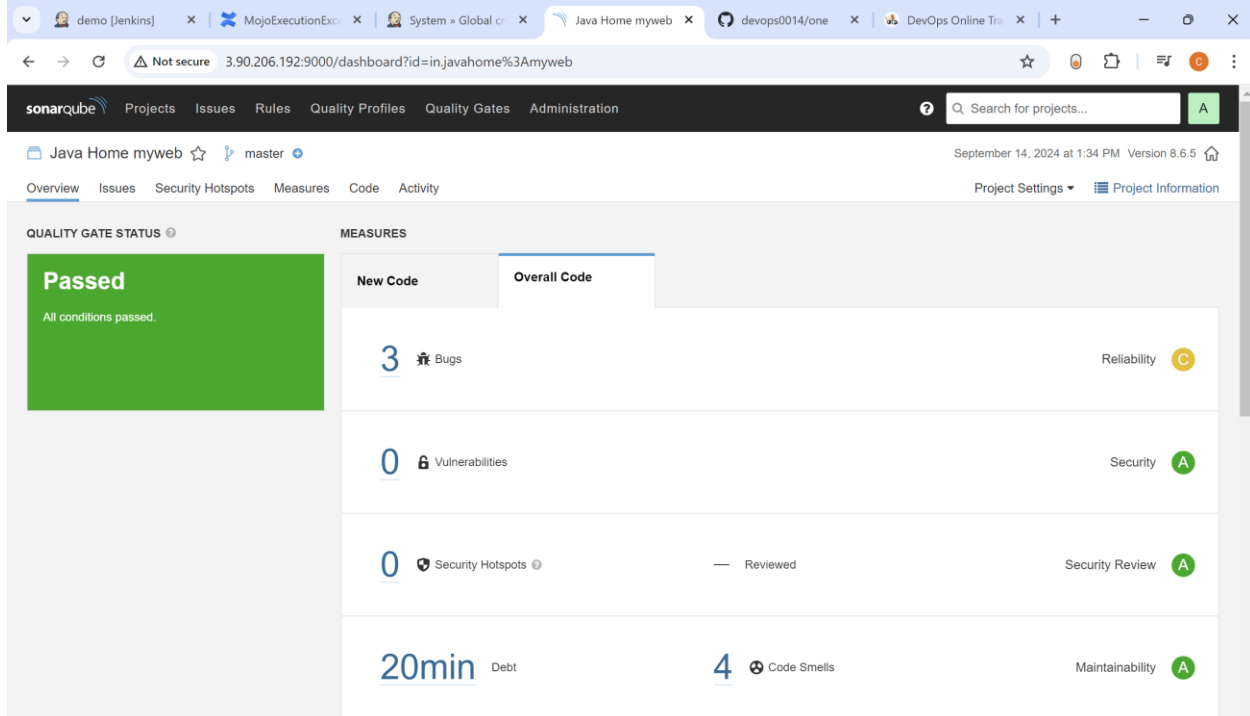 demo [Jenkins]
MojoExecutionExc
System » Global cr
Java Home myweb
devops0014/one
DevOps Online Tra
Not secure
3.90.206.192:9000/dashboard?id=in.javahome%3Amyweb
C
sonarqube
Projects
Issues
Rules
Quality Profiles
Quality Gates
Administration
?
Search for projects...
A
Java Home myweb
master
September 14, 2024 at 1:34 PM Version 8.6.5
Overview
Issues
Security Hotspots
Measures
Code
Activity
Project Settings
Project Information
QUALITY GATE STATUS ?
MEASURES
Passed
All conditions passed.
New Code
Overall Code
3 Bugs
Reliability C
0 Vulnerabilities
Security A
0 Security Hotspots ?
— Reviewed
Security Review A
20min Debt
4 Code Smells
Maintainability A